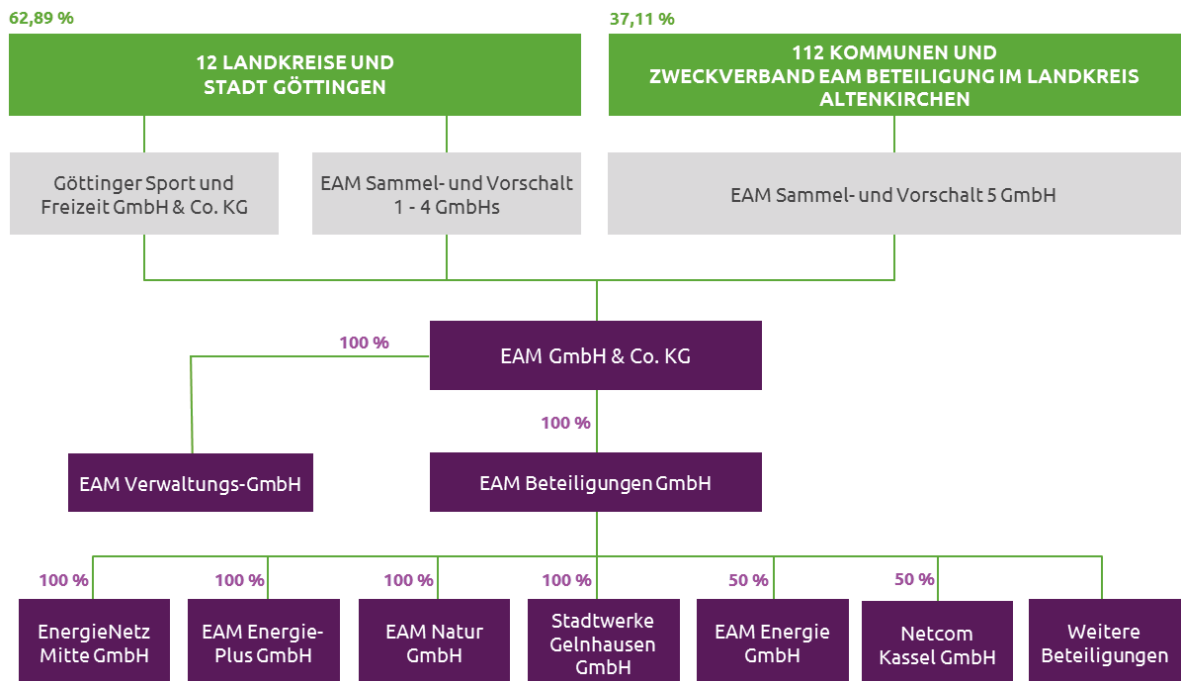 62,89 %
37,11 %
12 LANDKREISE UND
STADT GÖTTINGEN
112 KOMMUNEN UND
ZWECKVERBAND EAM BETEILIGUNG IM LANDKREIS
ALTENKIRCHEN
Göttinger Sport und
Freizeit GmbH & Co. KG
EAM Sammel- und Vorschalt
1 - 4 GmbHs
EAM Sammel- und Vorschalt 5 GmbH
100 %
EAM GmbH & Co. KG
100 %
EAM Verwaltungs-GmbH
EAM Beteiligungen GmbH
100 %
100 %
100 %
100 %
50 %
50 %
EnergieNetz
Mitte GmbH
EAM Energie-
Plus GmbH
EAM Natur
GmbH
Stadtwerke
Gelnhausen
GmbH
EAM Energie
GmbH
Netcom
Kassel GmbH
Weitere
Beteiligungen